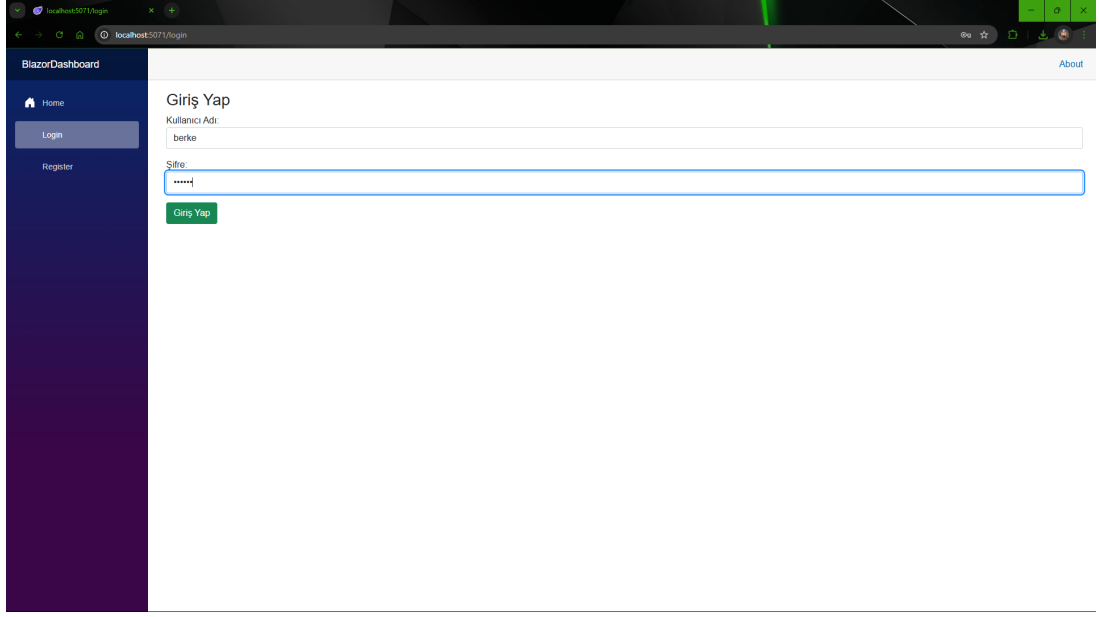 localhost:5071/login
localhost:5071/login
BlazorDashboard
About
Home
Login
Register
Giriş Yap
Kullanıcı Adı:
berke
Şifre:
••••••
Giriş Yap